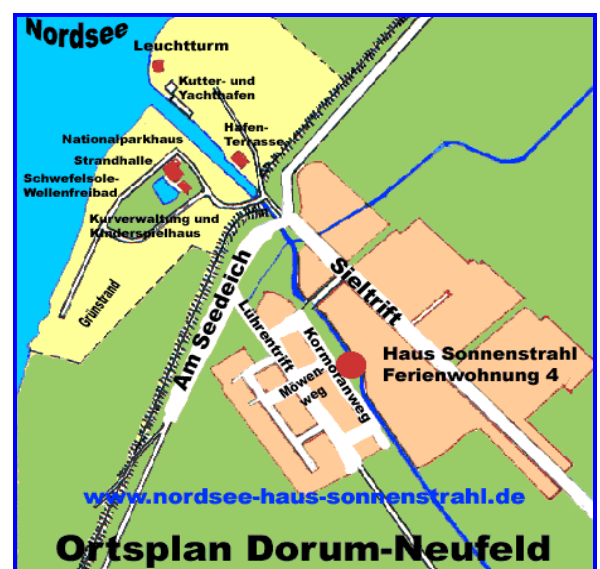 Nordsee
Leuchtturm
Kutter- und
Yachthafen
Hafen-
Terrasse
Nationalparkhaus
Strandhalle
Schwefelsole-
Wellenfreibad
Kurverwaltung und
Kinderspielhaus
Grünstrand
Am Seedeich
Sieltrift
Lührentrift
Kormoranweg
Möwen-
weg
Haus Sonnenstrahl
Ferienwohnung 4
www.nordsee-haus-sonnenstrahl.de
Ortsplan Dorum-Neufeld